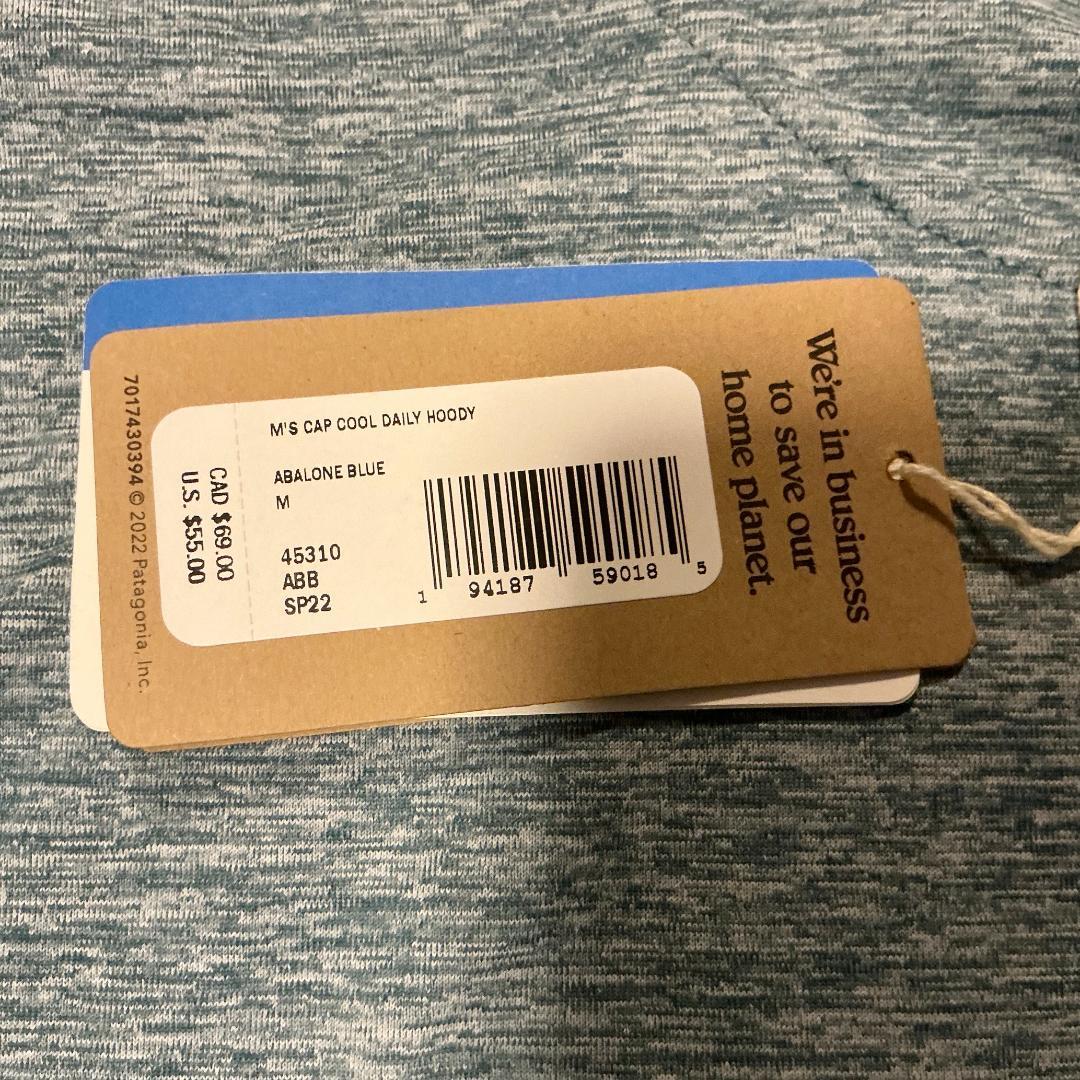 M'S CAP COOL DAILY HOODY
ABALONE BLUE
M
45310
ABB
SP22
1 94187 59018 5
CAD $69.00
U.S. $55.00
We're in business
to save our
home planet.
7017430394 © 2022 Patagonia, Inc.